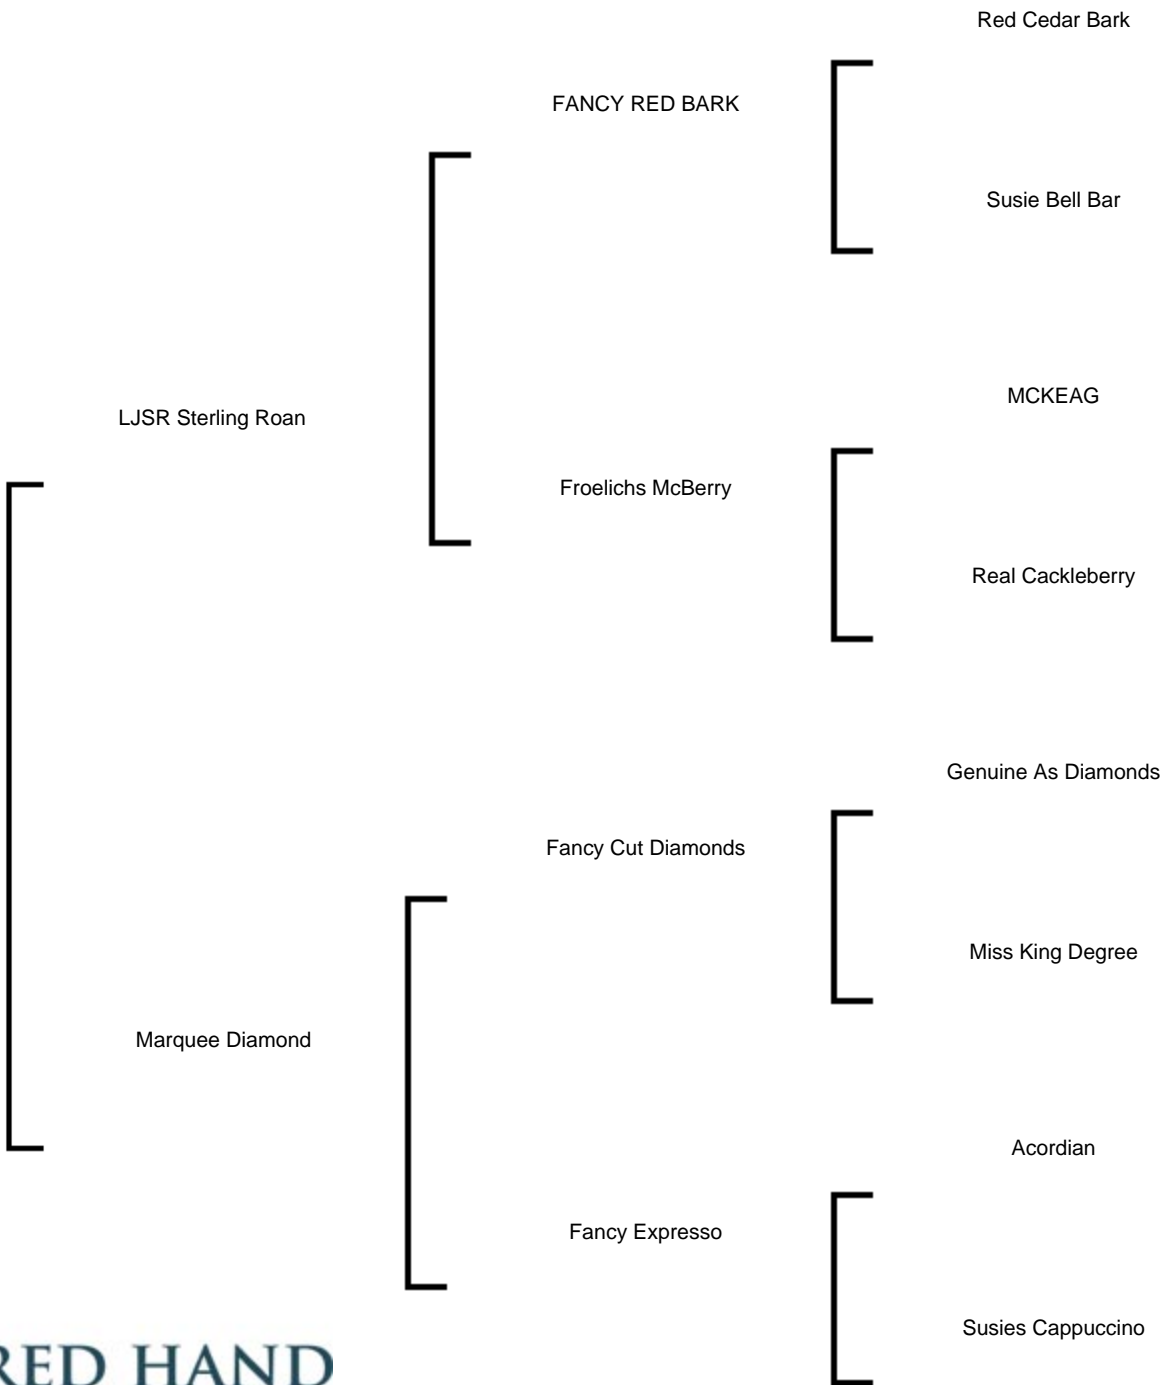 Red Cedar Bark
FANCY RED BARK
Susie Bell Bar
LJSR Sterling Roan
MCKEAG
Froelichs McBerry
Real Cackleberry
Genuine As Diamonds
Fancy Cut Diamonds
Miss King Degree
Marquee Diamond
Acordian
Fancy Expresso
Susies Cappuccino
RED HAND